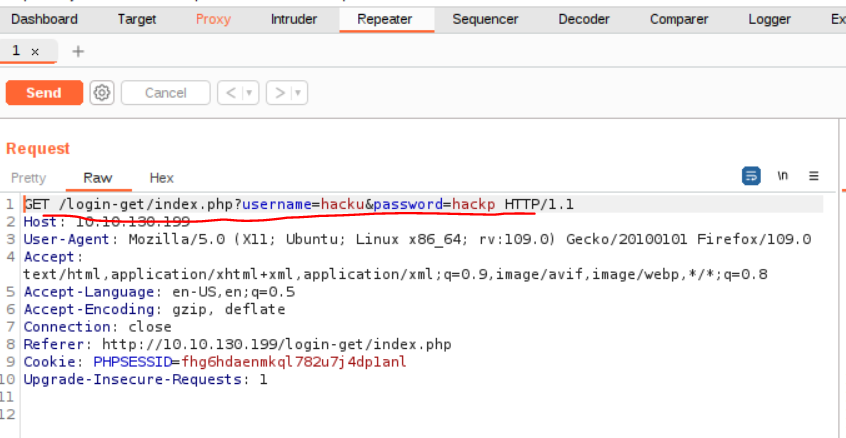 Dashboard Target Proxy Intruder Repeater Sequencer Decoder Comparer Logger Ex
1 × +
Send Cancel < >
Request
Pretty Raw Hex \n
1 GET /login-get/index.php?username=hacku&password=hackp HTTP/1.1
2 Host: 10.10.130.199
3 User-Agent: Mozilla/5.0 (X11; Ubuntu; Linux x86_64; rv:109.0) Gecko/20100101 Firefox/109.0
4 Accept:
text/html,application/xhtml+xml,application/xml;q=0.9,image/avif,image/webp,*/*;q=0.8
5 Accept-Language: en-US,en;q=0.5
6 Accept-Encoding: gzip, deflate
7 Connection: close
8 Referer: http://10.10.130.199/login-get/index.php
9 Cookie: PHPSESSID=fhg6hdaenmkql782u7j4dp1anl
10 Upgrade-Insecure-Requests: 1
11
12